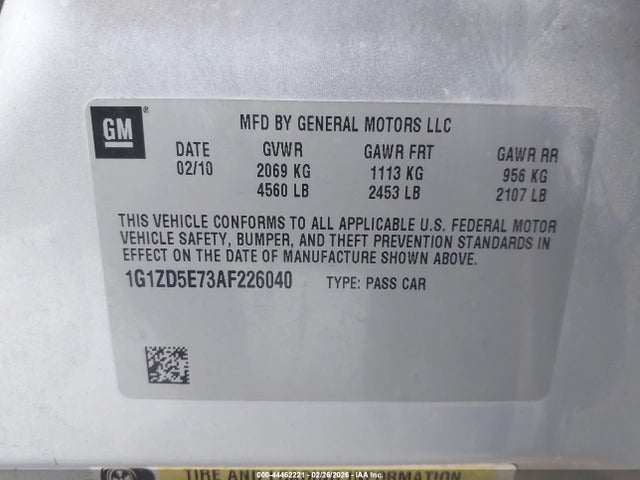 GM ®
MFD BY GENERAL MOTORS LLC
DATE GVWR GAWR FRT GAWR RR
02/10 2069 KG 1113 KG 956 KG
4560 LB 2453 LB 2107 LB
THIS VEHICLE CONFORMS TO ALL APPLICABLE U.S. FEDERAL MOTOR
VEHICLE SAFETY, BUMPER, AND THEFT PREVENTION STANDARDS IN
EFFECT ON THE DATE OF MANUFACTURE SHOWN ABOVE.
1G1ZD5E73AF226040 TYPE: PASS CAR
TIRE AND
000-44462221 - 02/26/2026 - IAA Inc.